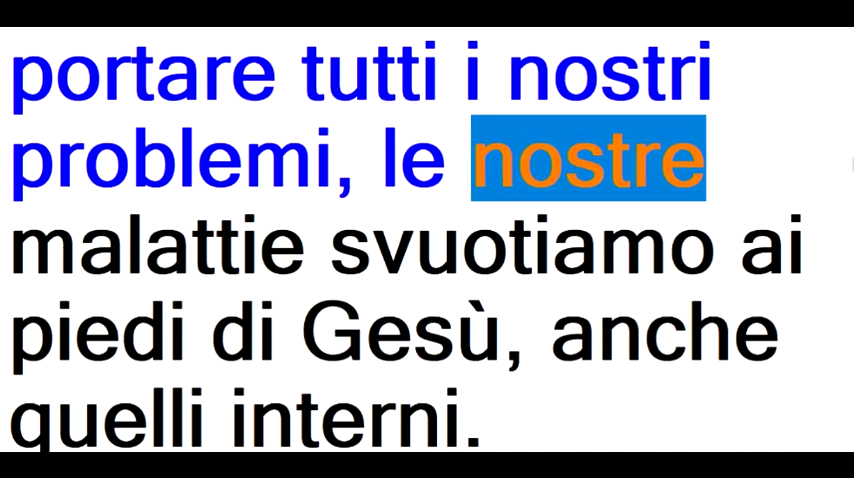 portare tutti i nostri
problemi, le nostre
malattie svuotiamo ai
piedi di Gesù, anche
quelli interni.